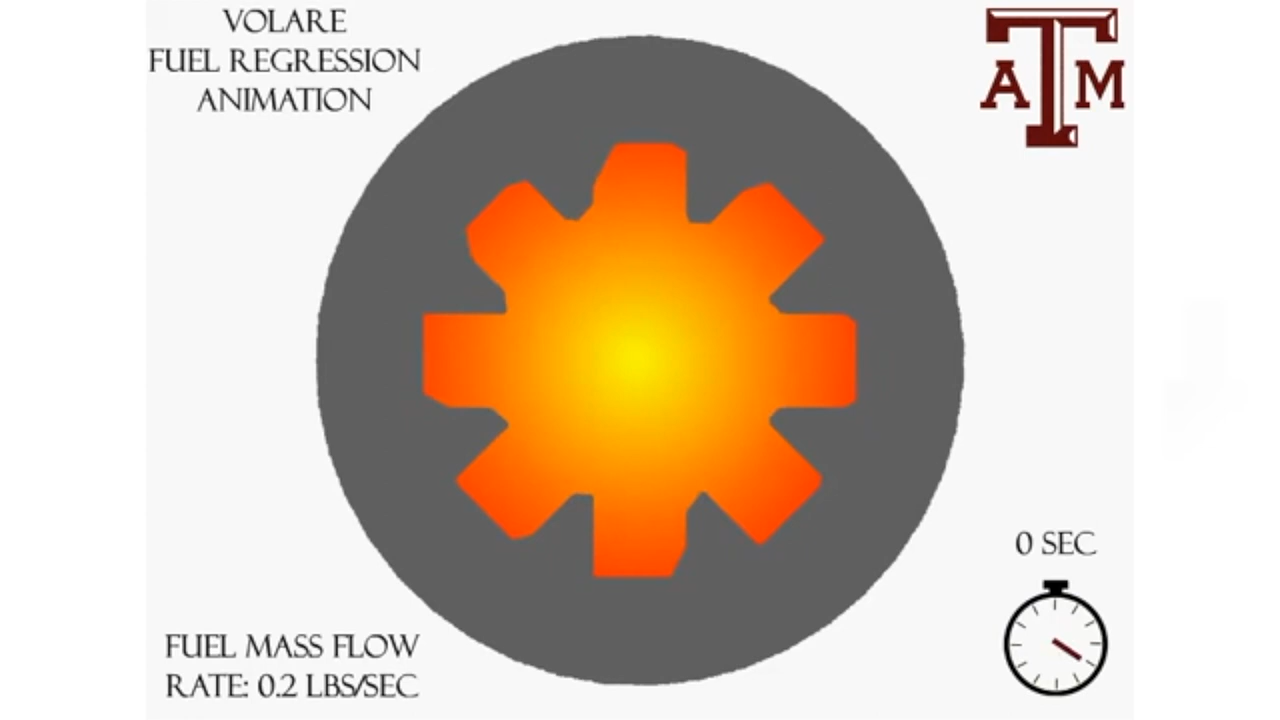 VOLARE
FUEL REGRESSION
ANIMATION
ATM
0 SEC
FUEL MASS FLOW
RATE: 0.2 LBS/SEC